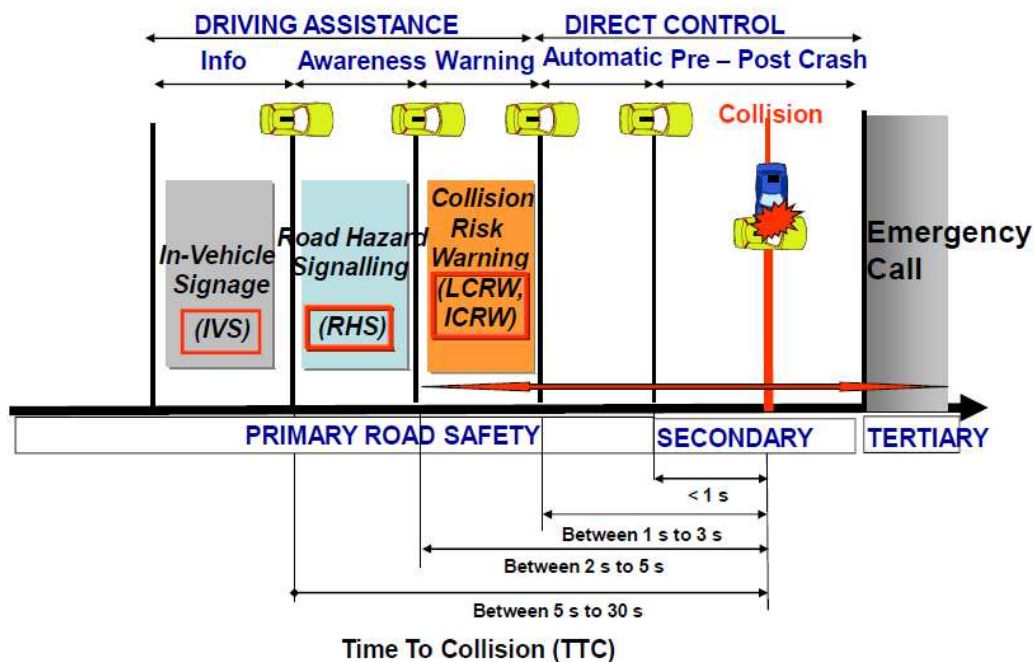 DRIVING ASSISTANCE
DIRECT CONTROL
Info
Awareness
Warning
Automatic
Pre – Post Crash
Collision
In-Vehicle
Signage
(IVS)
Road Hazard
Signalling
(RHS)
Collision
Risk
Warning
(LCRW,
ICRW)
Emergency
Call
PRIMARY ROAD SAFETY
SECONDARY
TERTIARY
< 1 s
Between 1 s to 3 s
Between 2 s to 5 s
Between 5 s to 30 s
Time To Collision (TTC)